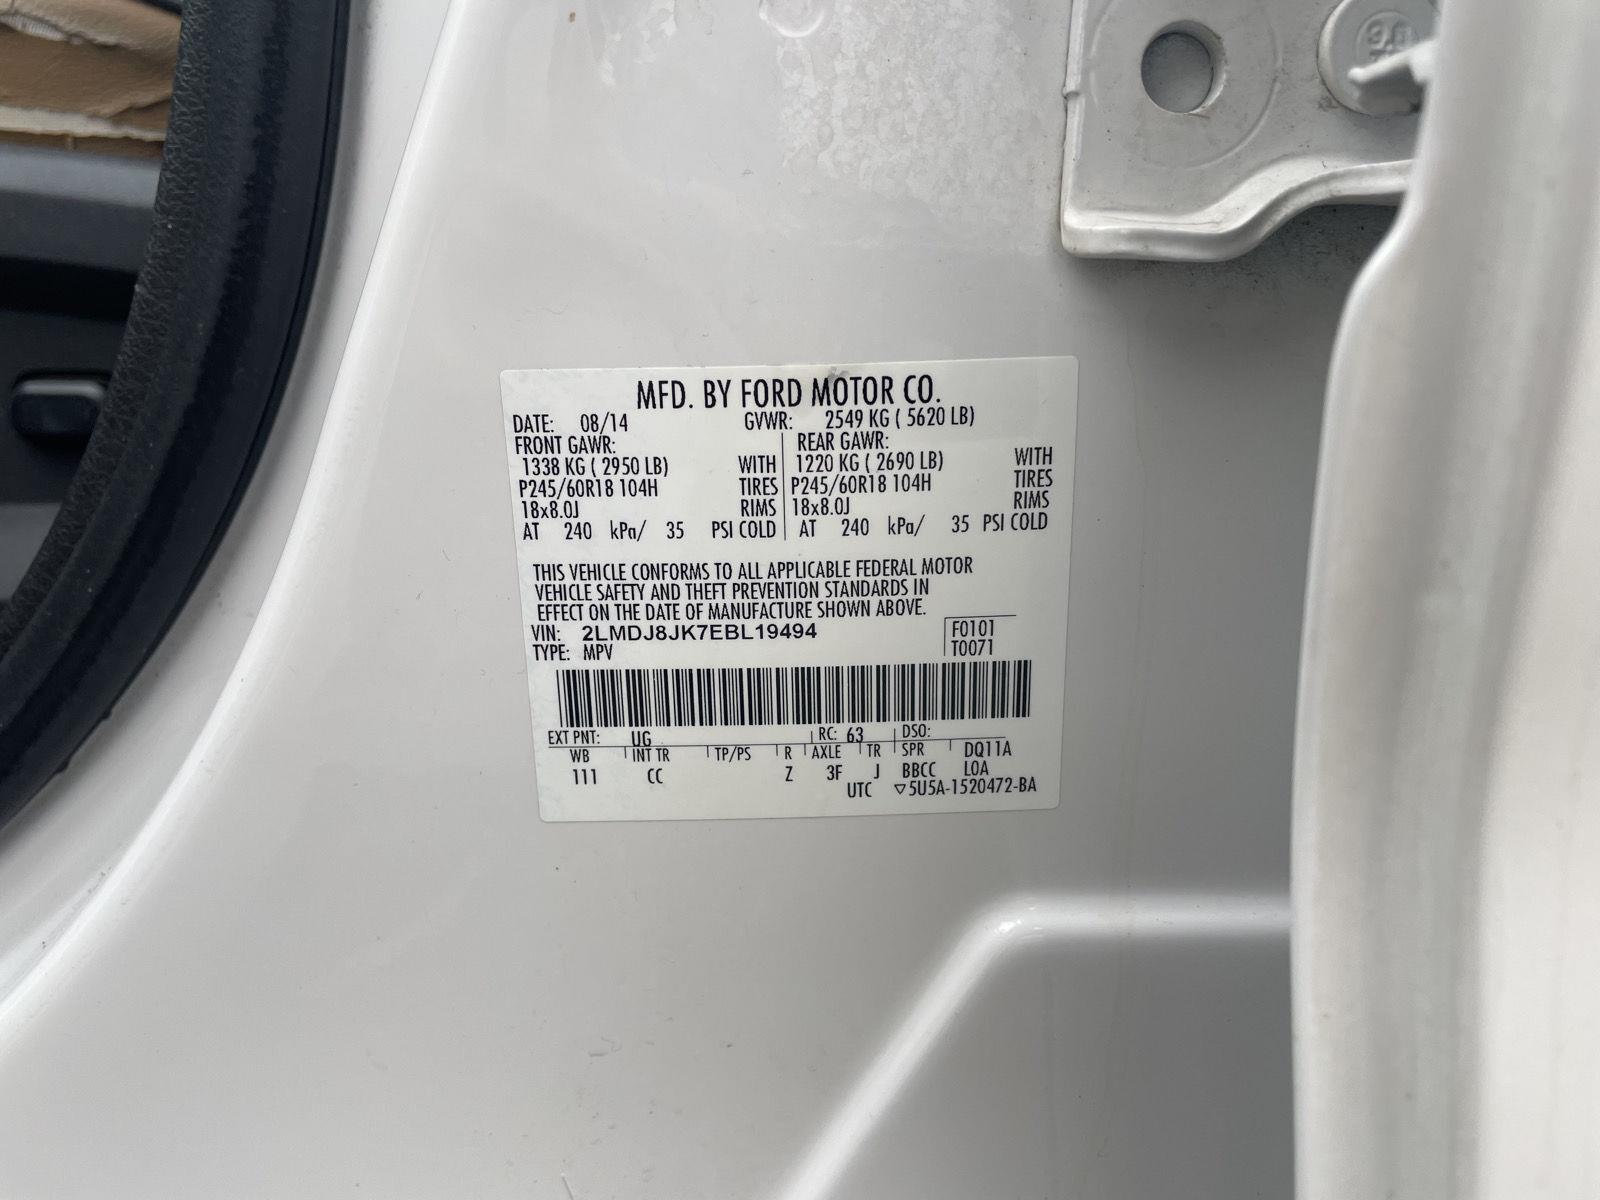 MFD. BY FORD MOTOR CO.
DATE: 08/14 GVWR: 2549 KG ( 5620 LB)
FRONT GAWR: REAR GAWR:
1338 KG ( 2950 LB) WITH 1220 KG ( 2690 LB) WITH
P245/60R18 104H TIRES P245/60R18 104H TIRES
18x8.0J RIMS 18x8.0J RIMS
AT 240 kPa/ 35 PSI COLD AT 240 kPa/ 35 PSI COLD
THIS VEHICLE CONFORMS TO ALL APPLICABLE FEDERAL MOTOR
VEHICLE SAFETY AND THEFT PREVENTION STANDARDS IN
EFFECT ON THE DATE OF MANUFACTURE SHOWN ABOVE.
VIN: 2LMDJ8JK7EBL19494 F0101
TYPE: MPV T0071
EXT PNT: UG RC: 63 DSO:
WB INT TR TP/PS R AXLE TR SPR DQ11A
111 CC Z 3F J BBCC LOA
UTC ▽5U5A-1520472-BA